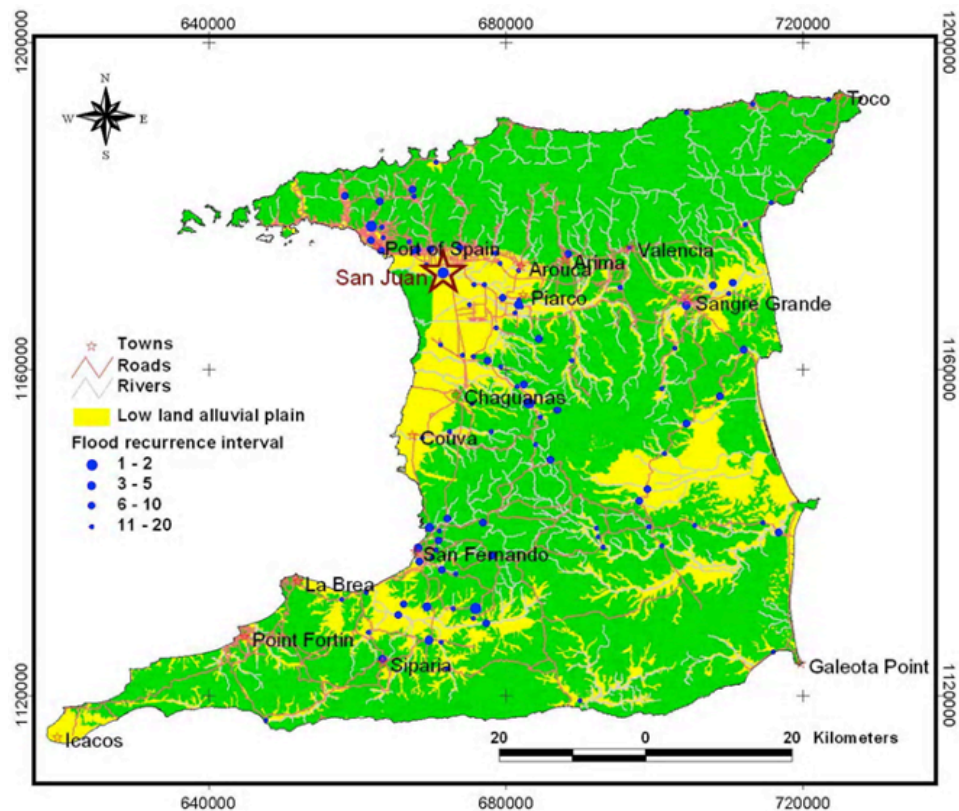 640000 680000 720000
1200000 1200000
N
W E
S
Toco
Port of Spain
Valencia
Arima
Arouca
San Juan
Piarco
Sangre Grande
Towns
Roads
Rivers
1160000 1160000
Chaguanas
Low land alluvial plain
Couva
Flood recurrence interval
1 - 2
3 - 5
6 - 10
11 - 20
San Fernando
La Brea
Point Fortin
Siparia
Galeota Point
1120000 1120000
Icacos
20 0 20 Kilometers
640000 680000 720000